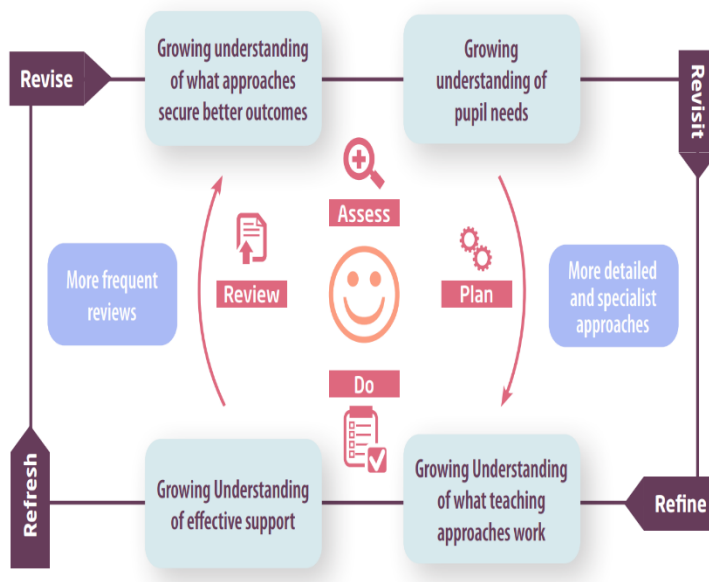 Revise
Growing understanding
of what approaches
secure better outcomes
Growing
understanding of
pupil needs
Revisit
Assess
More frequent
reviews
Review
Plan
More detailed
and specialist
approaches
Do
Refresh
Growing Understanding
of effective support
Growing Understanding
of what teaching
approaches work
Refine